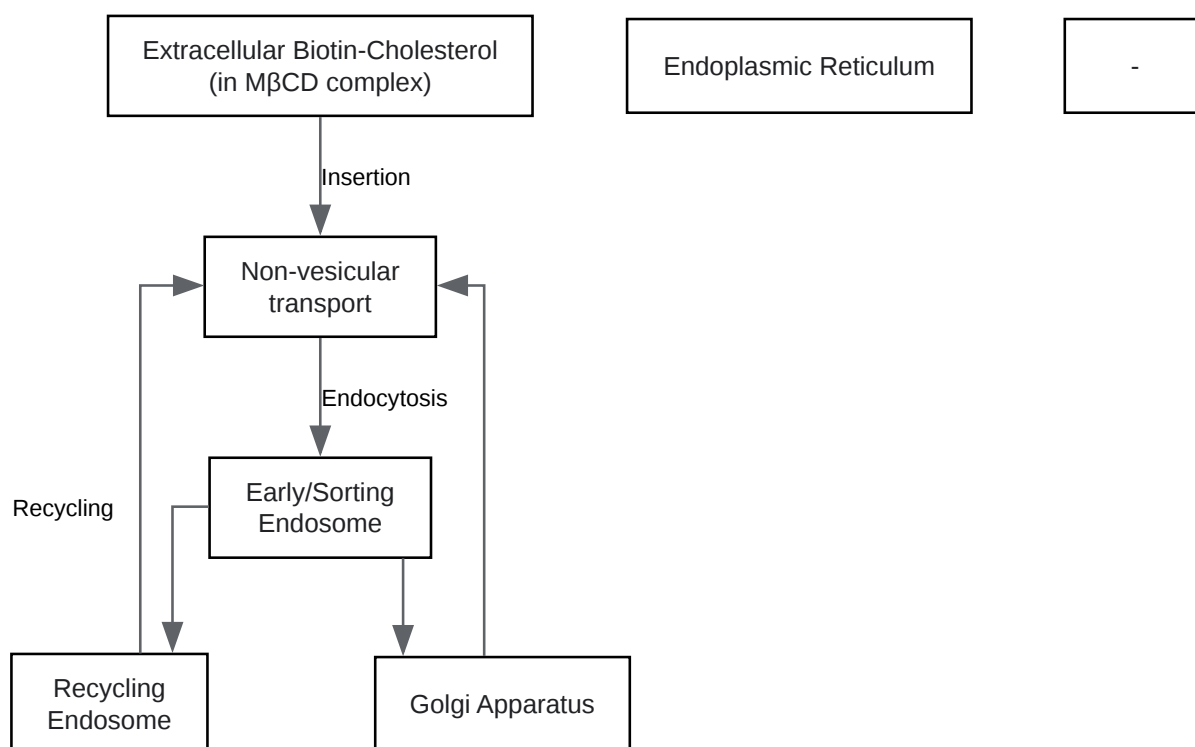 Extracellular Biotin-Cholesterol
(in MβCD complex)
Endoplasmic Reticulum
-
Insertion
Non-vesicular
transport
Endocytosis
Early/Sorting
Endosome
Recycling
Recycling
Endosome
Golgi Apparatus